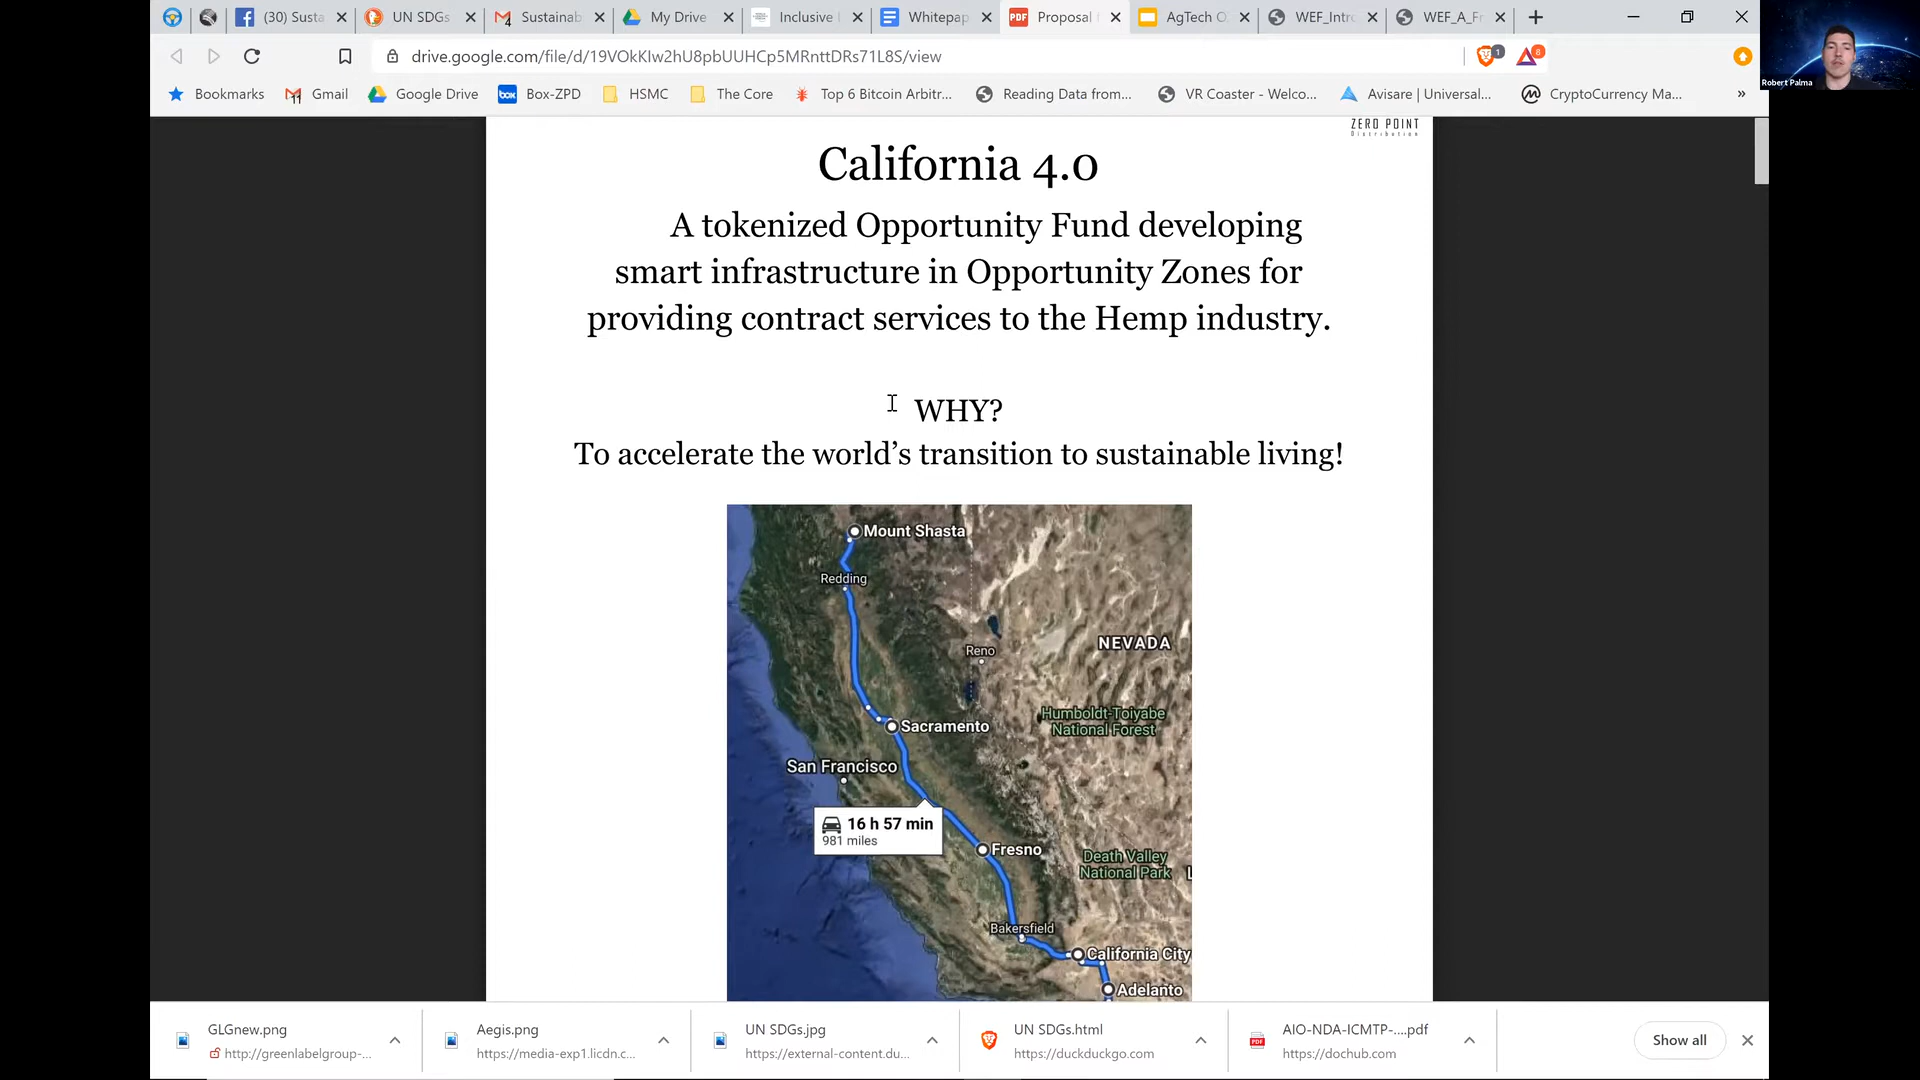 (30) Susta
UN SDGs
Sustainab
My Drive
Inclusive
Whitepap
Proposal
AgTech O
WEF_Intr
WEF_A_Fr
drive.google.com/file/d/19VOkKIw2hU8pbUUHCp5MRnttDRs71L8S/view
1
8
Robert Palma
Bookmarks
Gmail
Google Drive
Box-ZPD
HSMC
The Core
Top 6 Bitcoin Arbitr...
Reading Data from...
VR Coaster - Welco...
Avisare | Universal...
CryptoCurrency Ma...
»
ZERO POINT
Distribution
California 4.0
A tokenized Opportunity Fund developing
smart infrastructure in Opportunity Zones for
providing contract services to the Hemp industry.
WHY?
To accelerate the world's transition to sustainable living!
Mount Shasta
Redding
NEVADA
Reno
Humboldt-Toiyabe
National Forest
Sacramento
San Francisco
16 h 57 min
981 miles
Fresno
Death Valley
National Park
L
Bakersfield
California City
Adelanto
GLGnew.png
http://greenlabelgroup-...
Aegis.png
https://media-exp1.licdn.c...
UN SDGs.jpg
https://external-content.du...
UN SDGs.html
https://duckduckgo.com
AIO-NDA-ICMTP-....pdf
https://dochub.com
Show all